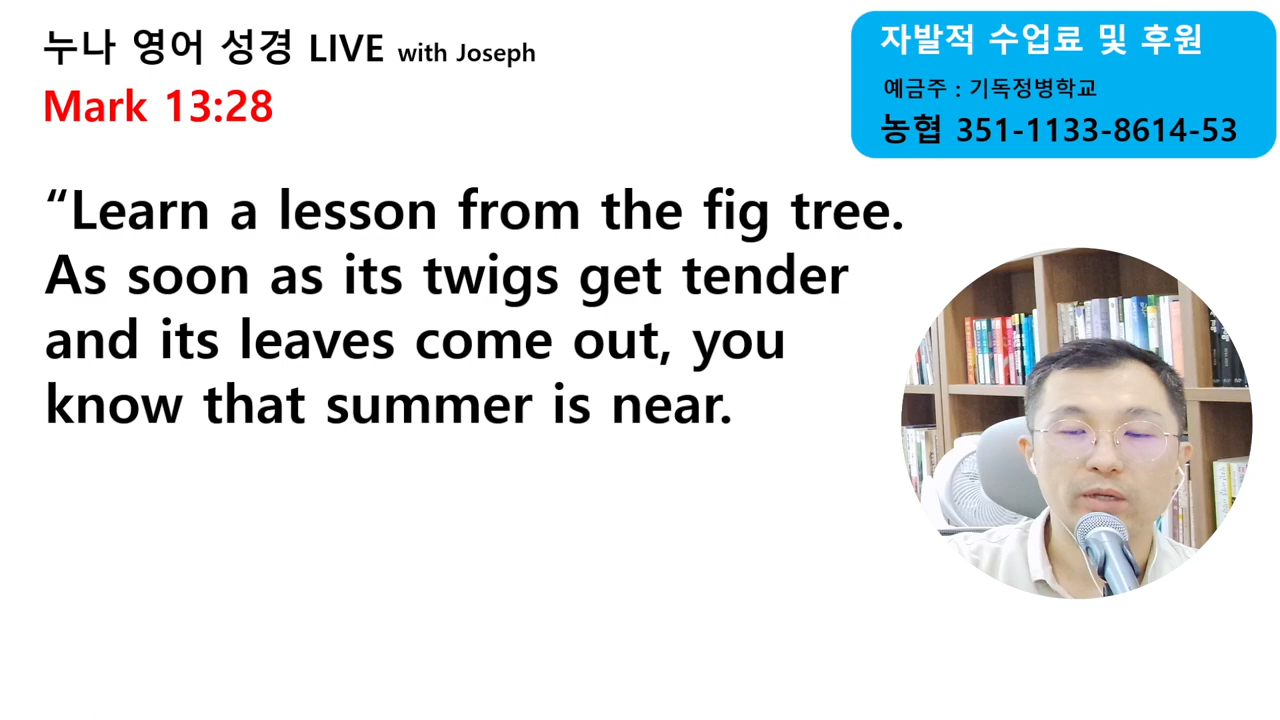 누나 영어 성경 LIVE with Joseph
Mark 13:28
자발적 수업료 및 후원
예금주 : 기독정병학교
농협 351-1133-8614-53
“Learn a lesson from the fig tree.
As soon as its twigs get tender
and its leaves come out, you
know that summer is near.